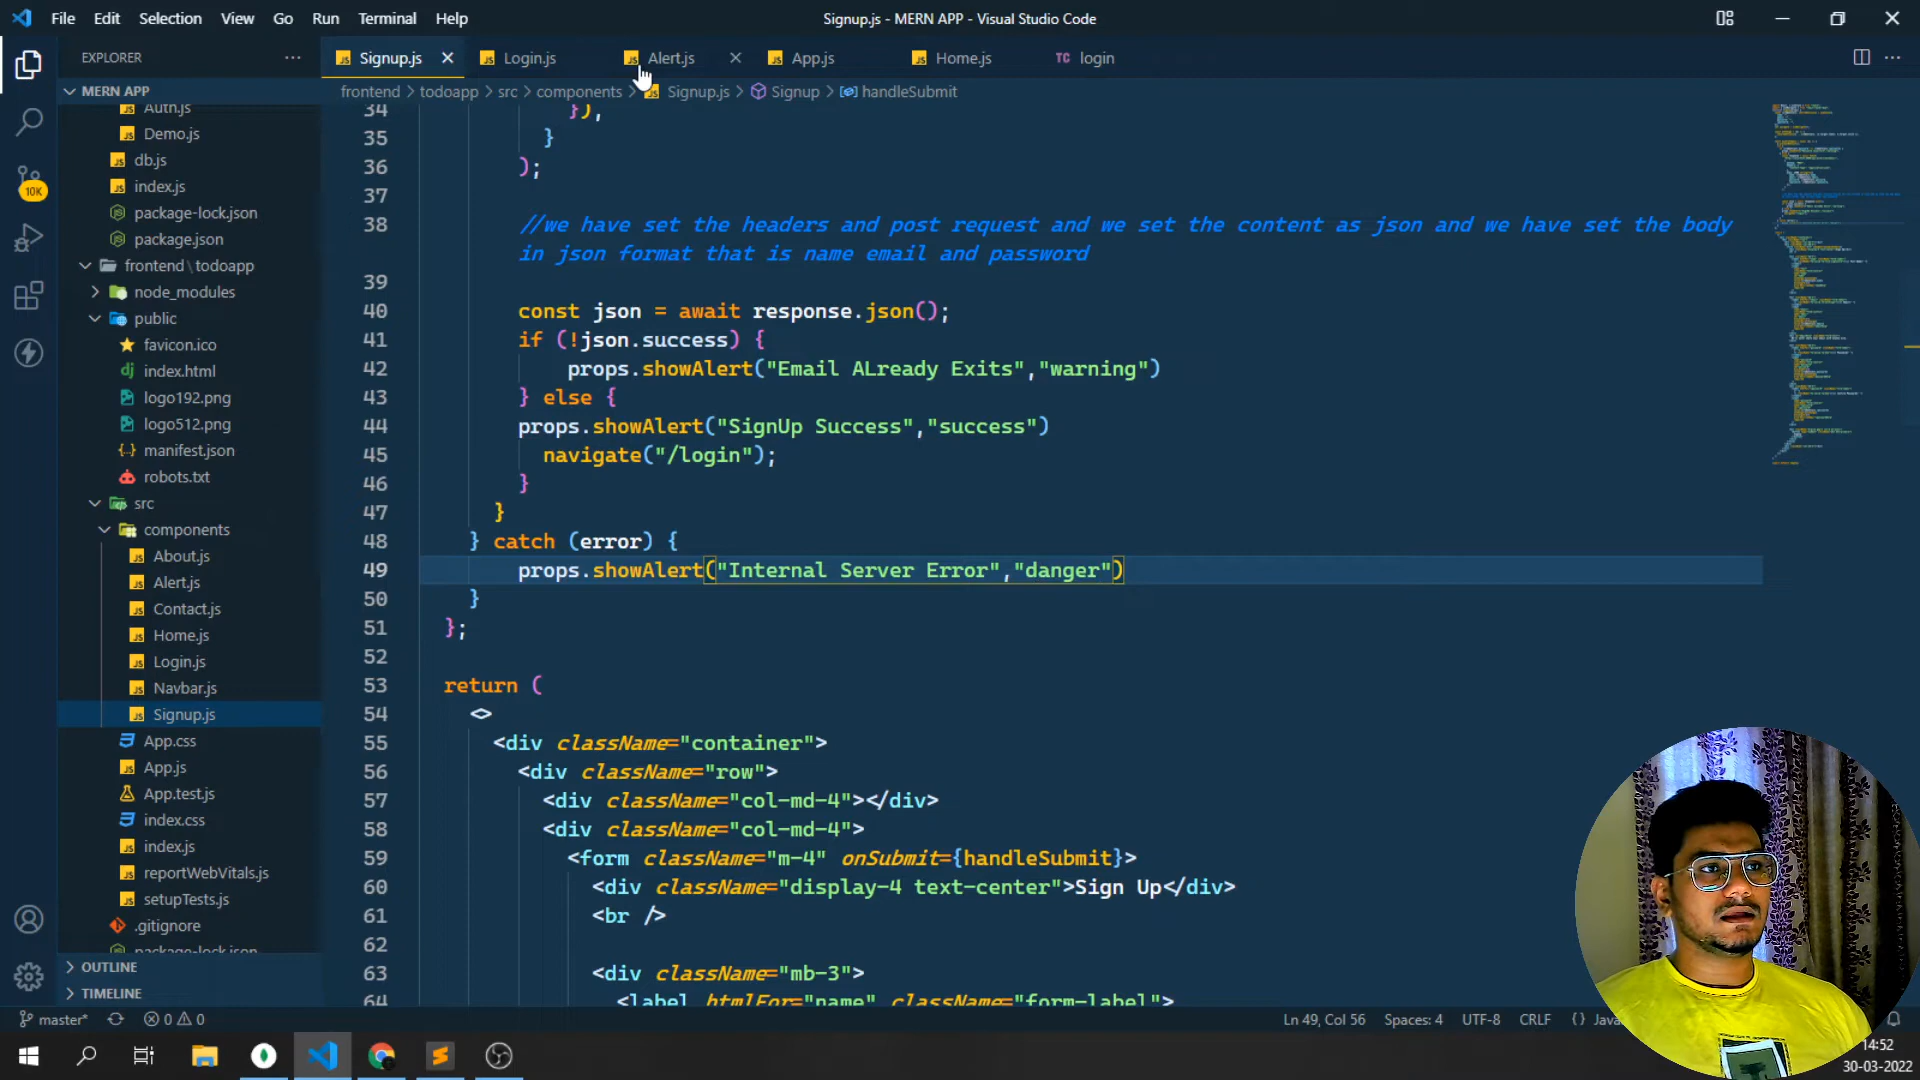 File Edit Selection View Go Run Terminal Help
Signup.js - MERN APP - Visual Studio Code
EXPLORER
Signup.js
Login.js
Alert.js
App.js
Home.js
TC login
MERN APP
frontend > todoapp > src > components > Signup.js > Signup > handleSubmit
Auth.js
Demo.js
db.js
index.js
package-lock.json
package.json
frontend\todoapp
node_modules
public
favicon.ico
index.html
logo192.png
logo512.png
manifest.json
robots.txt
src
components
About.js
Alert.js
Contact.js
Home.js
Login.js
Navbar.js
Signup.js
App.css
App.js
App.test.js
index.css
index.js
reportWebVitals.js
setupTests.js
.gitignore
package-lock.json
OUTLINE
TIMELINE
10K
34 }),
35 }
36 );
37
38 //we have set the headers and post request and we set the content as json and we have set the body
in json format that is name email and password
39
40 const json = await response.json();
41 if (!json.success) {
42 props.showAlert("Email ALready Exits","warning")
43 } else {
44 props.showAlert("SignUp Success","success")
45 navigate("/login");
46 }
47 }
48 } catch (error) {
49 props.showAlert("Internal Server Error","danger")
50 }
51 };
52
53 return (
54 <>
55 <div className="container">
56 <div className="row">
57 <div className="col-md-4"></div>
58 <div className="col-md-4">
59 <form className="m-4" onSubmit={handleSubmit}>
60 <div className="display-4 text-center">Sign Up</div>
61 <br />
62
63 <div className="mb-3">
64 <label htmlFor="name" className="form-label">
master* 0 0
Ln 49, Col 56 Spaces: 4 UTF-8 CRLF {}
14:52
30-03-2022